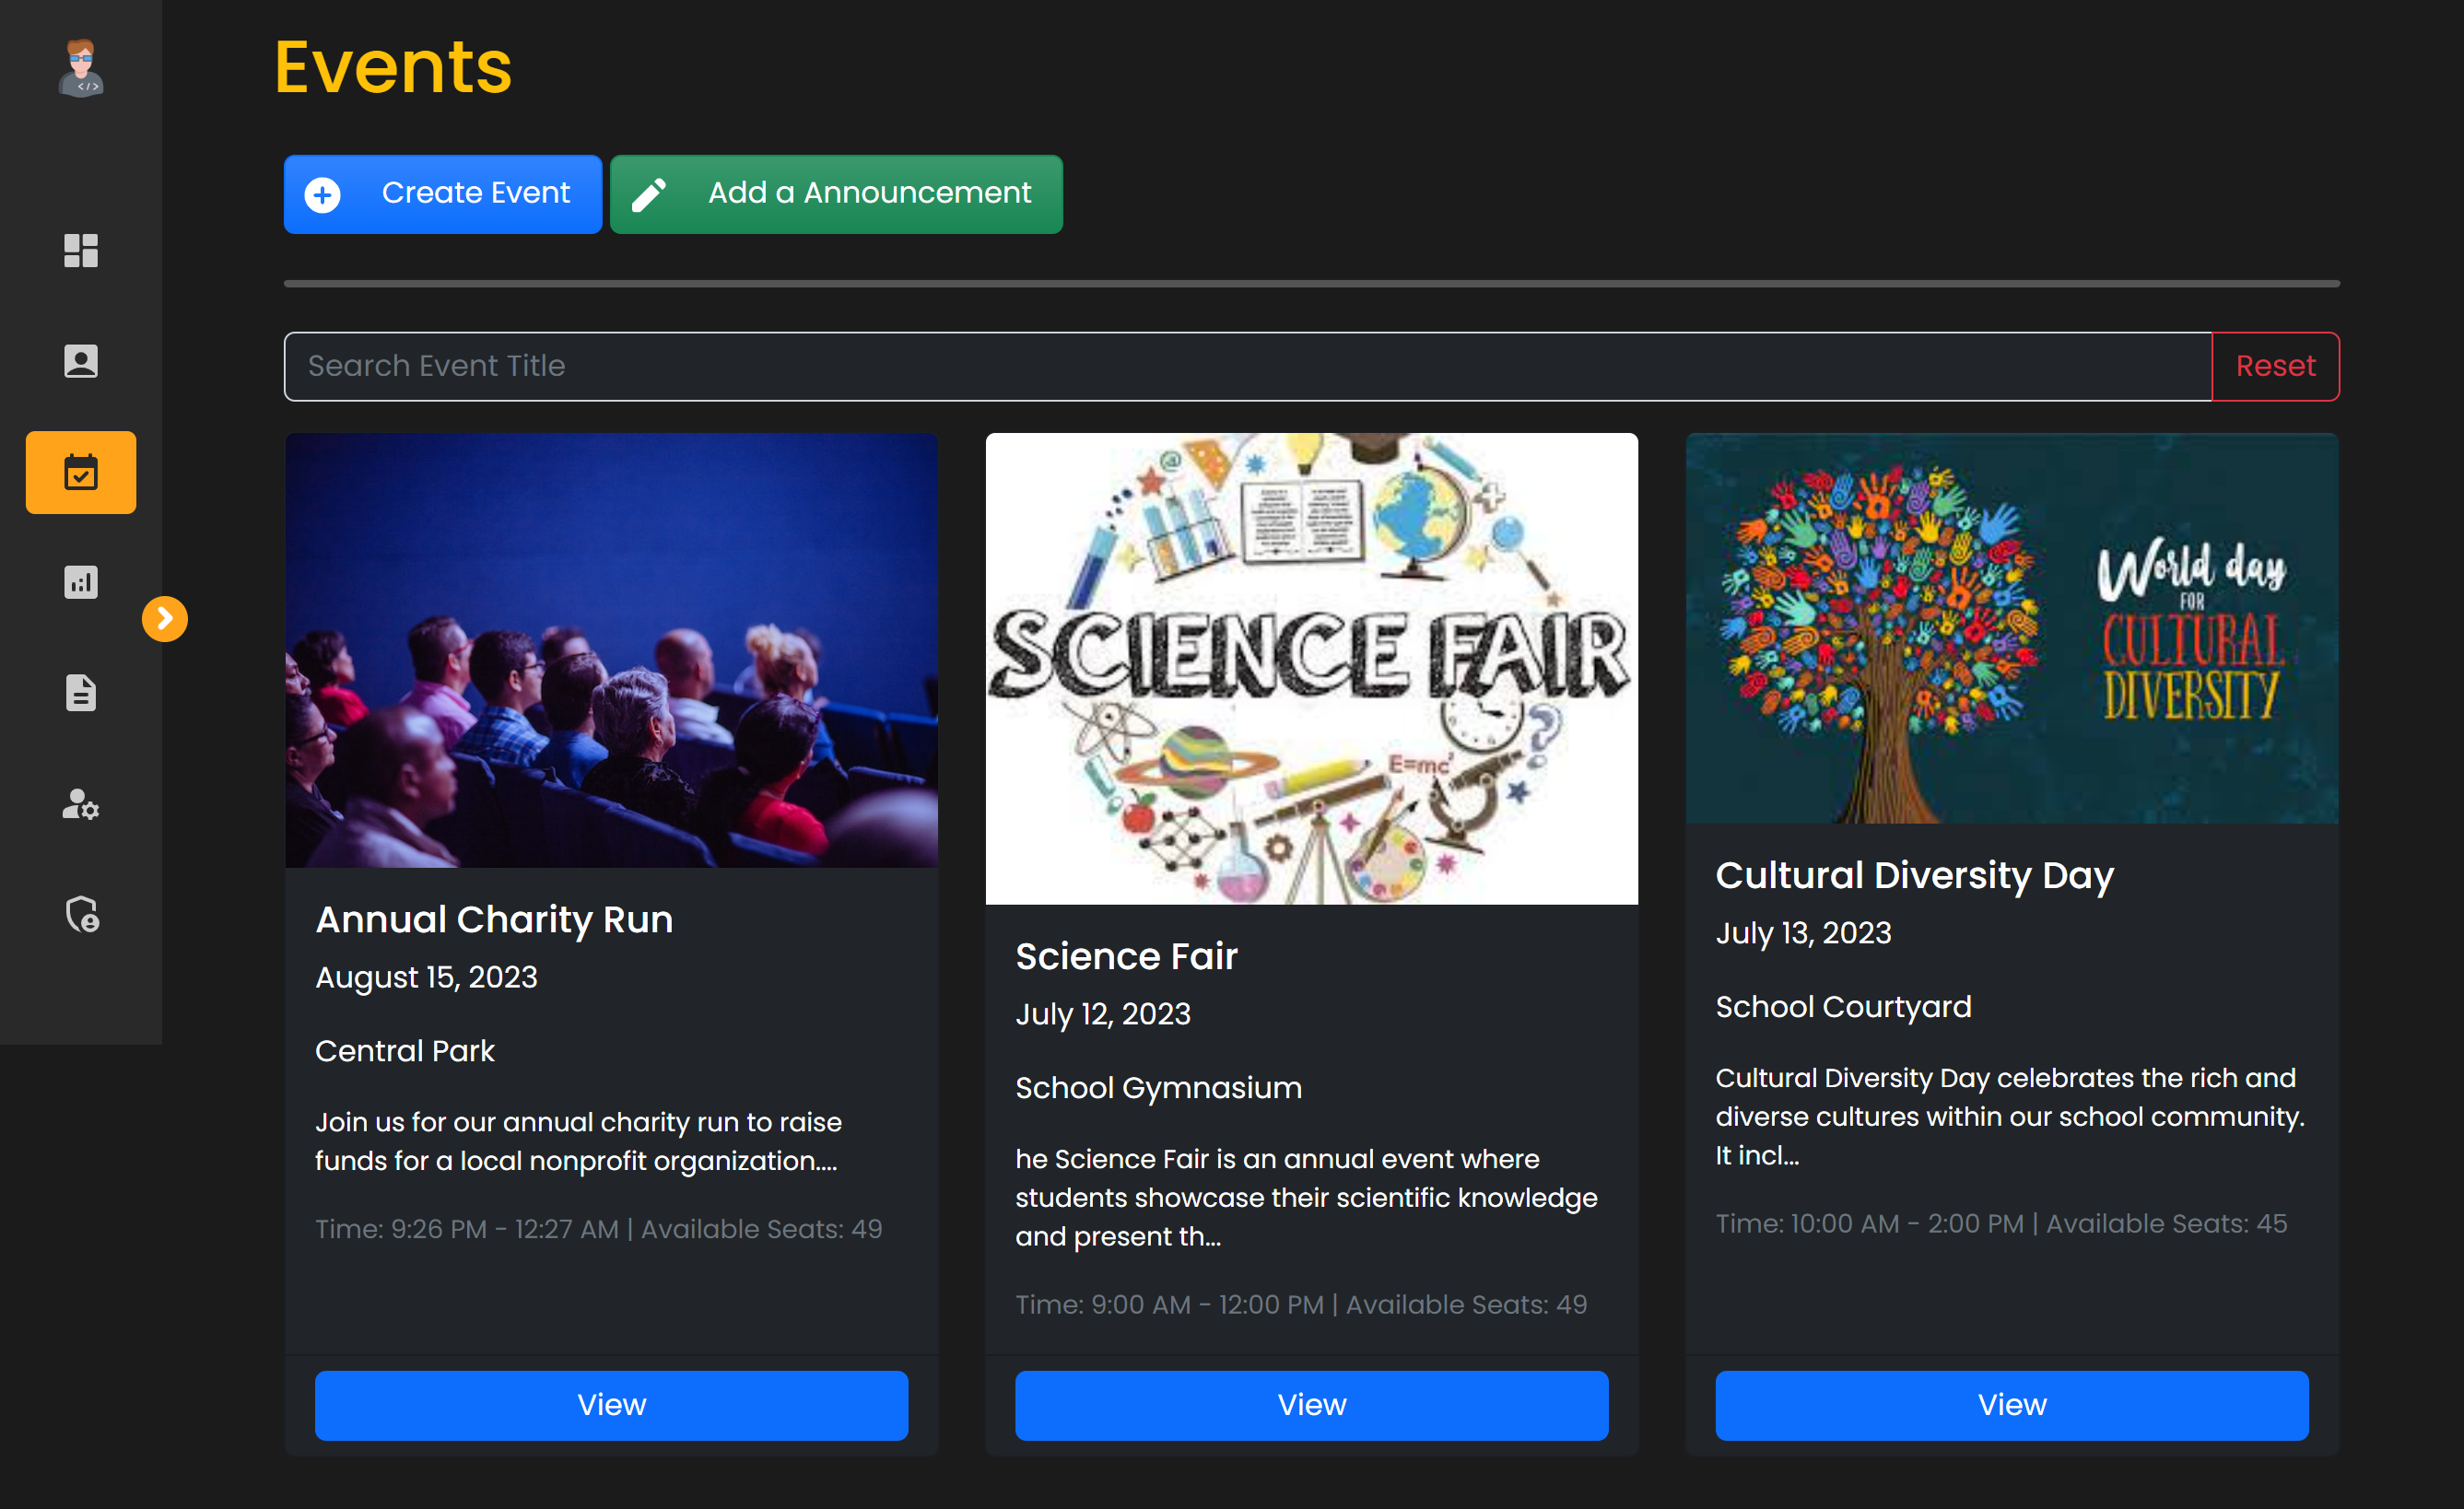 Events
Create Event
Add a Announcement
Search Event Title
Reset
SCIENCE FAIR
E=mc²
World day
FOR
CULTURAL
DIVERSITY
Annual Charity Run
August 15, 2023
Central Park
Join us for our annual charity run to raise
funds for a local nonprofit organization....
Time: 9:26 PM - 12:27 AM | Available Seats: 49
View
Science Fair
July 12, 2023
School Gymnasium
he Science Fair is an annual event where
students showcase their scientific knowledge
and present th...
Time: 9:00 AM - 12:00 PM | Available Seats: 49
View
Cultural Diversity Day
July 13, 2023
School Courtyard
Cultural Diversity Day celebrates the rich and
diverse cultures within our school community.
It incl...
Time: 10:00 AM - 2:00 PM | Available Seats: 45
View